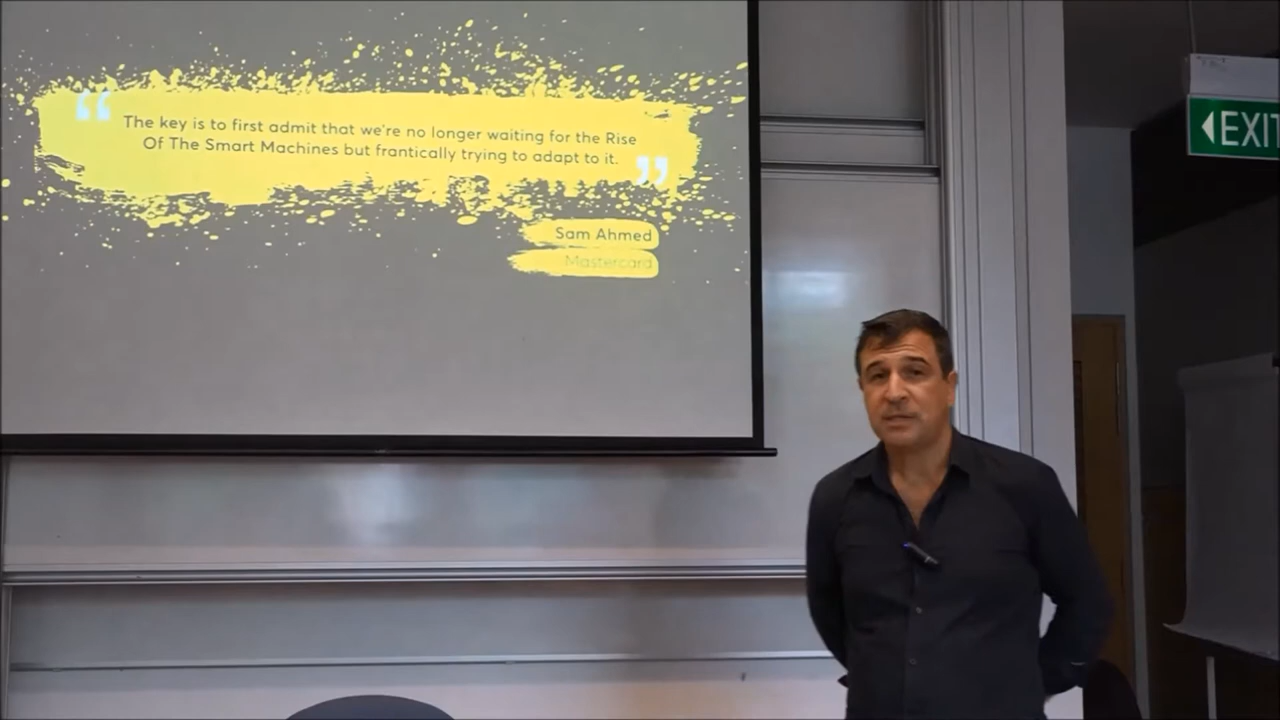 “
The key is to first admit that we're no longer waiting for the Rise
Of The Smart Machines but frantically trying to adapt to it.
”
Sam Ahmed
Mastercard
EXIT